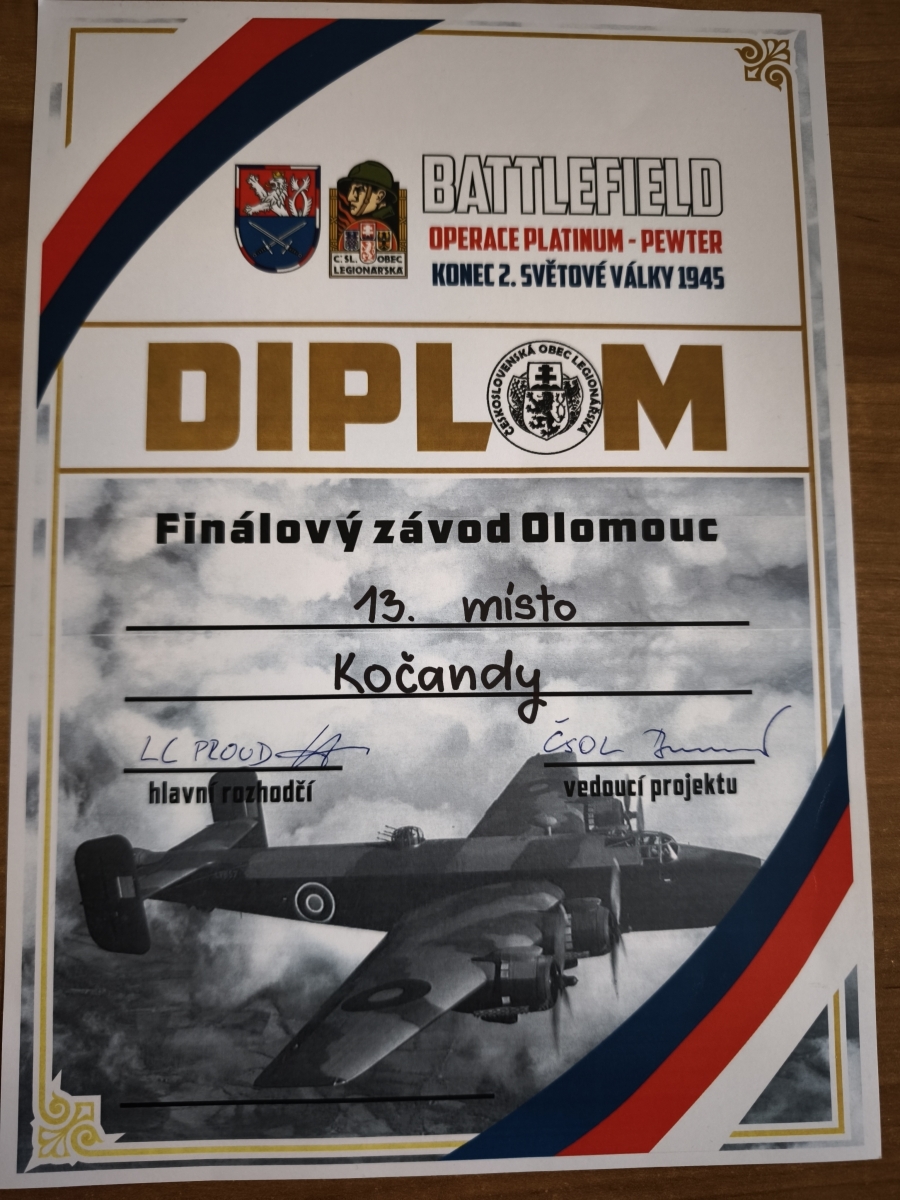 BATTLEFIELD
OPERACE PLATINUM - PEWTER
KONEC 2. SVĚTOVÉ VÁLKY 1945
Č. SL. OBEC
LEGIONÁŘSKÁ
DIPLOM
ČESKOSLOVENSKÁ OBEC LEGIONÁŘSKÁ
Finálový závod Olomouc
13. místo
Kočandy
LC PROUD
hlavní rozhodčí
ČSOL
vedoucí projektu